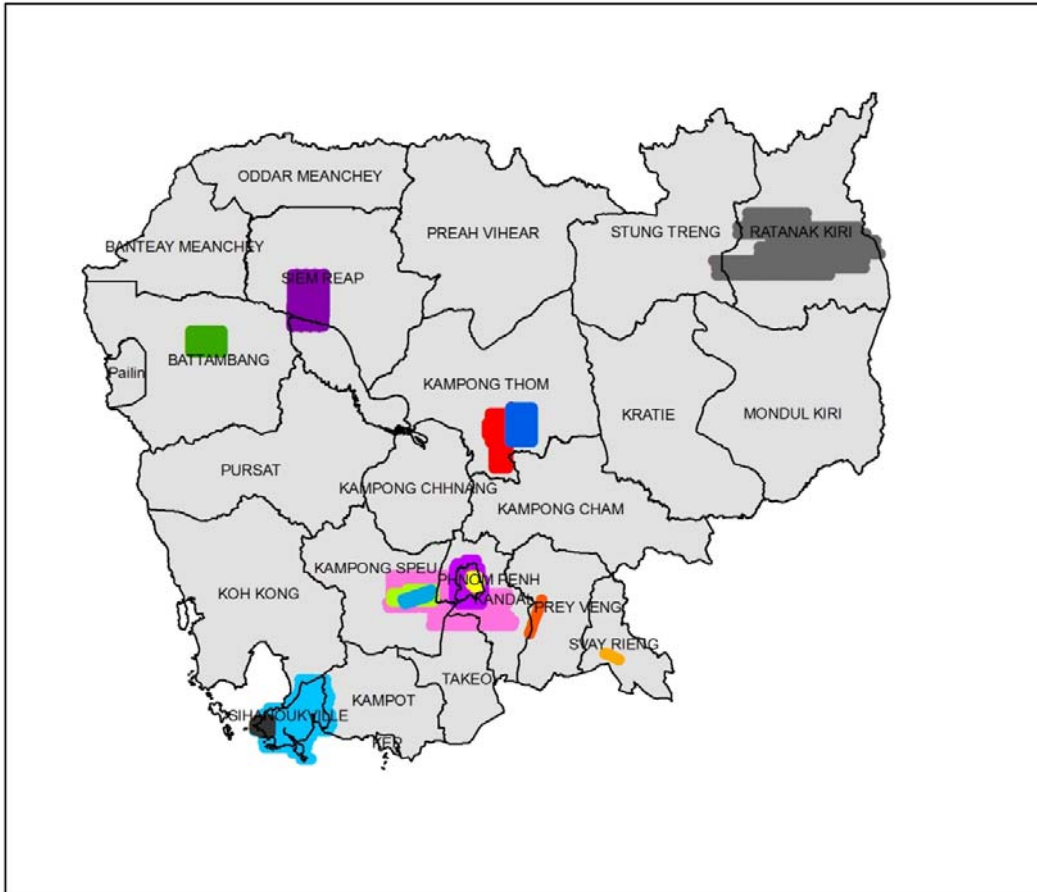 ODDAR MEANCHEY
PREAH VIHEAR
STUNG TRENG
RATANAK KIRI
BANTEAY MEANCHEY
SIEM REAP
BATTAMBANG
Pailin
KAMPONG THOM
KRATIE
MONDUL KIRI
PURSAT
KAMPONG CHHNANG
KAMPONG CHAM
KAMPONG SPEU
PHNOM PENH
KOH KONG
KANDAL
PREY VENG
SVAY RIENG
TAKEO
KAMPOT
SIHANOUKVILLE
KEP